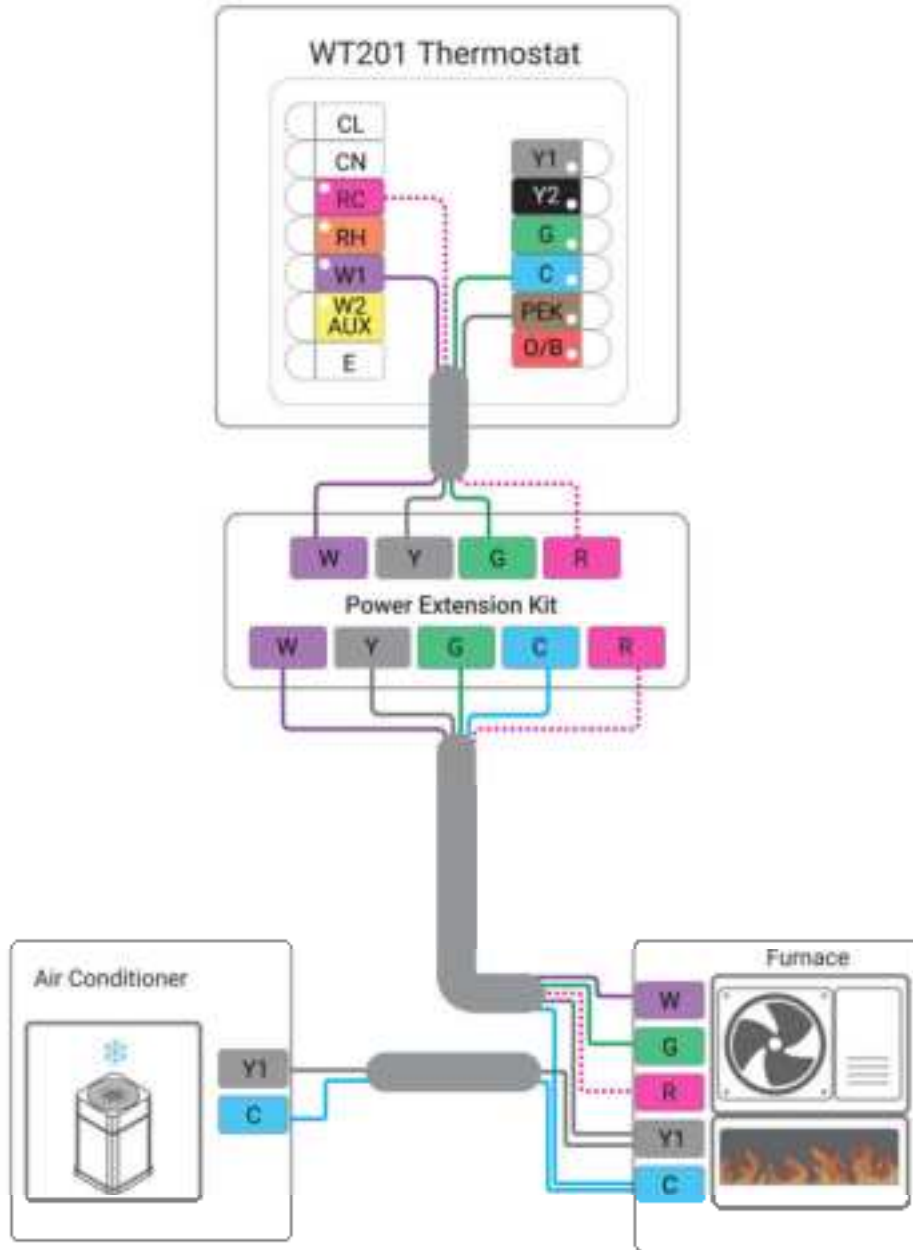 WT201 Thermostat
CL
CN
RC
RH
W1
W2
AUX
E
Y1
Y2
G
C
PEK
O/B
W Y G R
Power Extension Kit
W Y G C R
Air Conditioner
Y1
C
Furnace
W
G
R
Y1
C